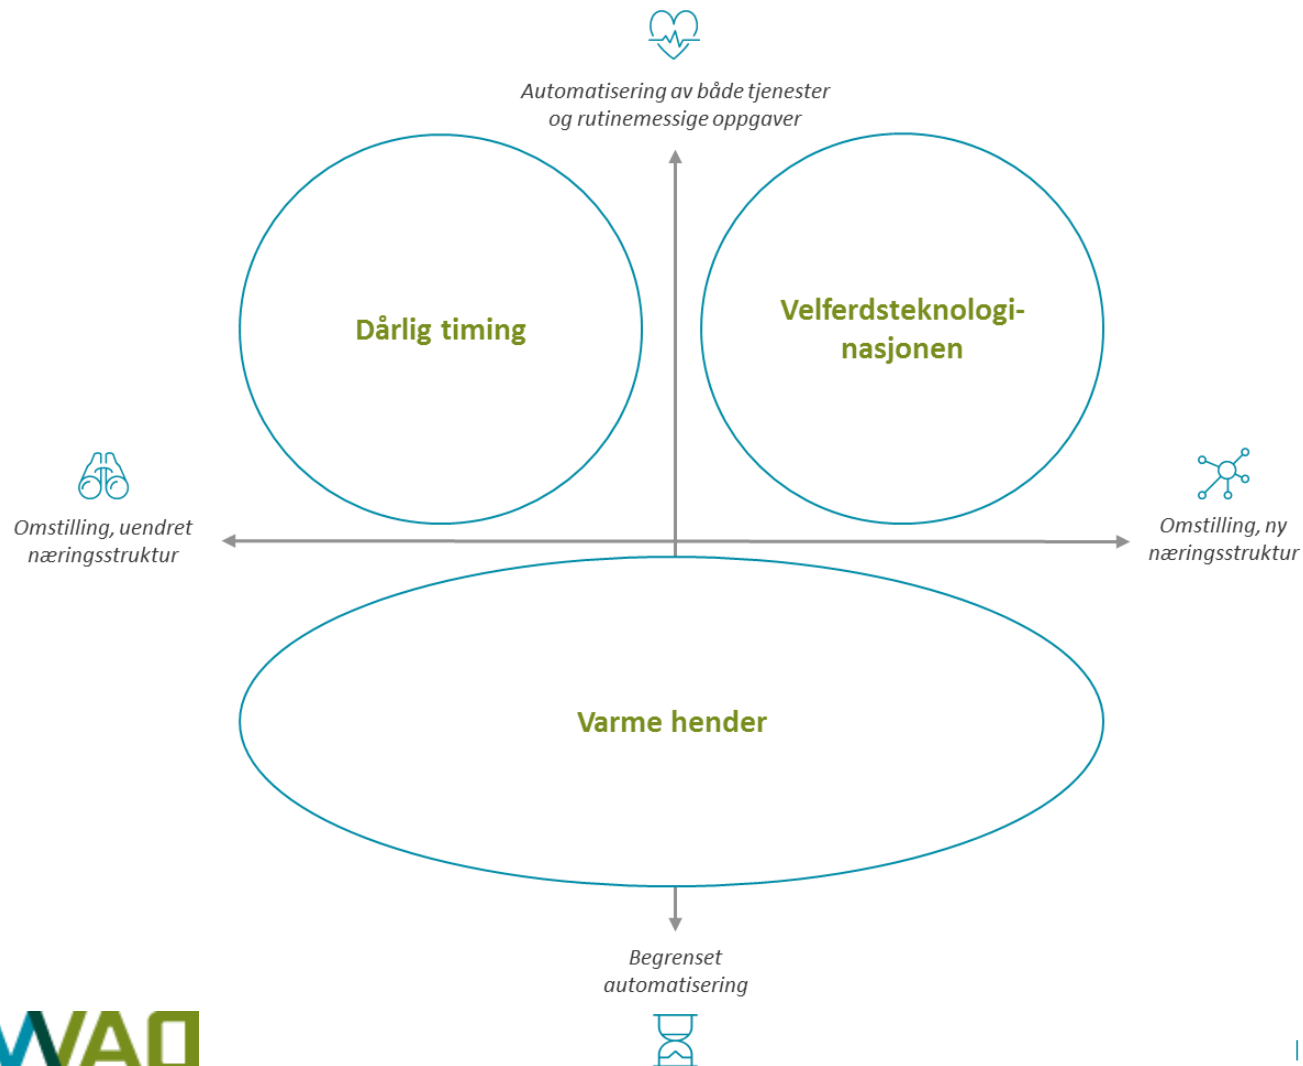 Automatisering av både tjenester
og rutinemessige oppgaver
Dårlig timing
Velferdsteknologi-
nasjonen
Omstilling, uendret
næringsstruktur
Omstilling, ny
næringsstruktur
Varme hender
Begrenset
automatisering